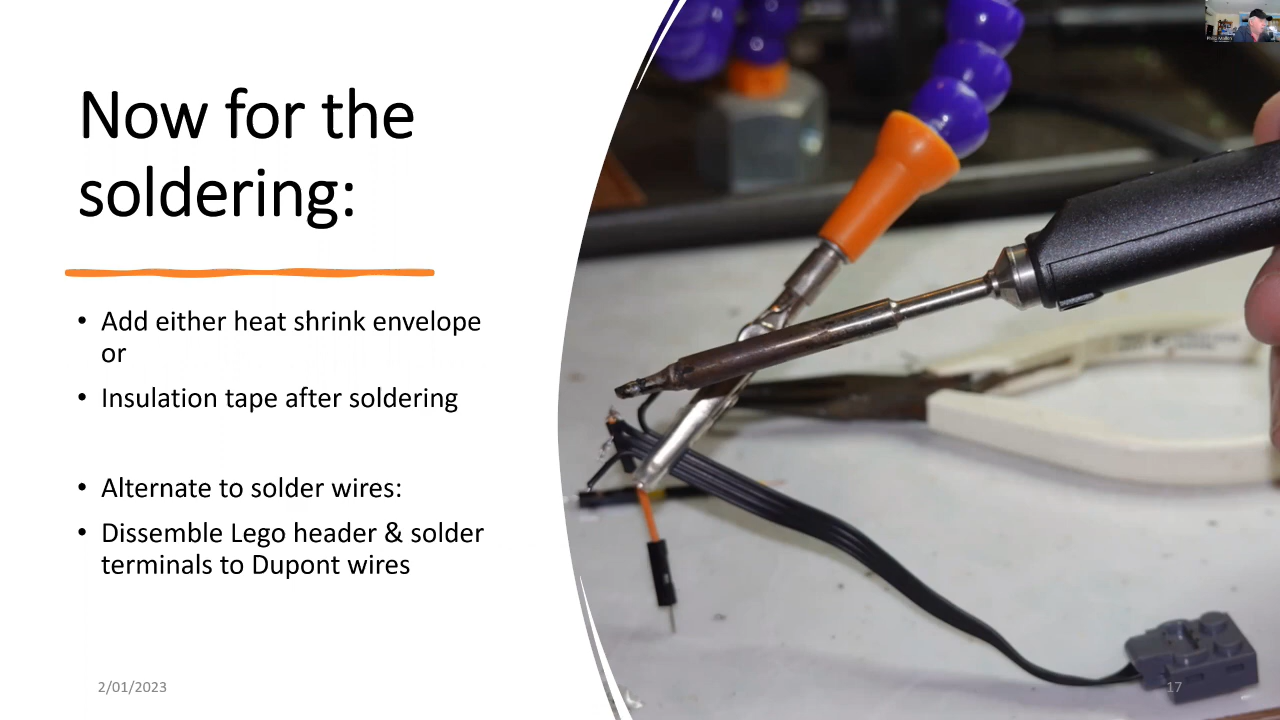 Now for the
soldering:
• Add either heat shrink envelope
or
• Insulation tape after soldering
• Alternate to solder wires:
• Dissemble Lego header & solder
terminals to Dupont wires
2/01/2023
17